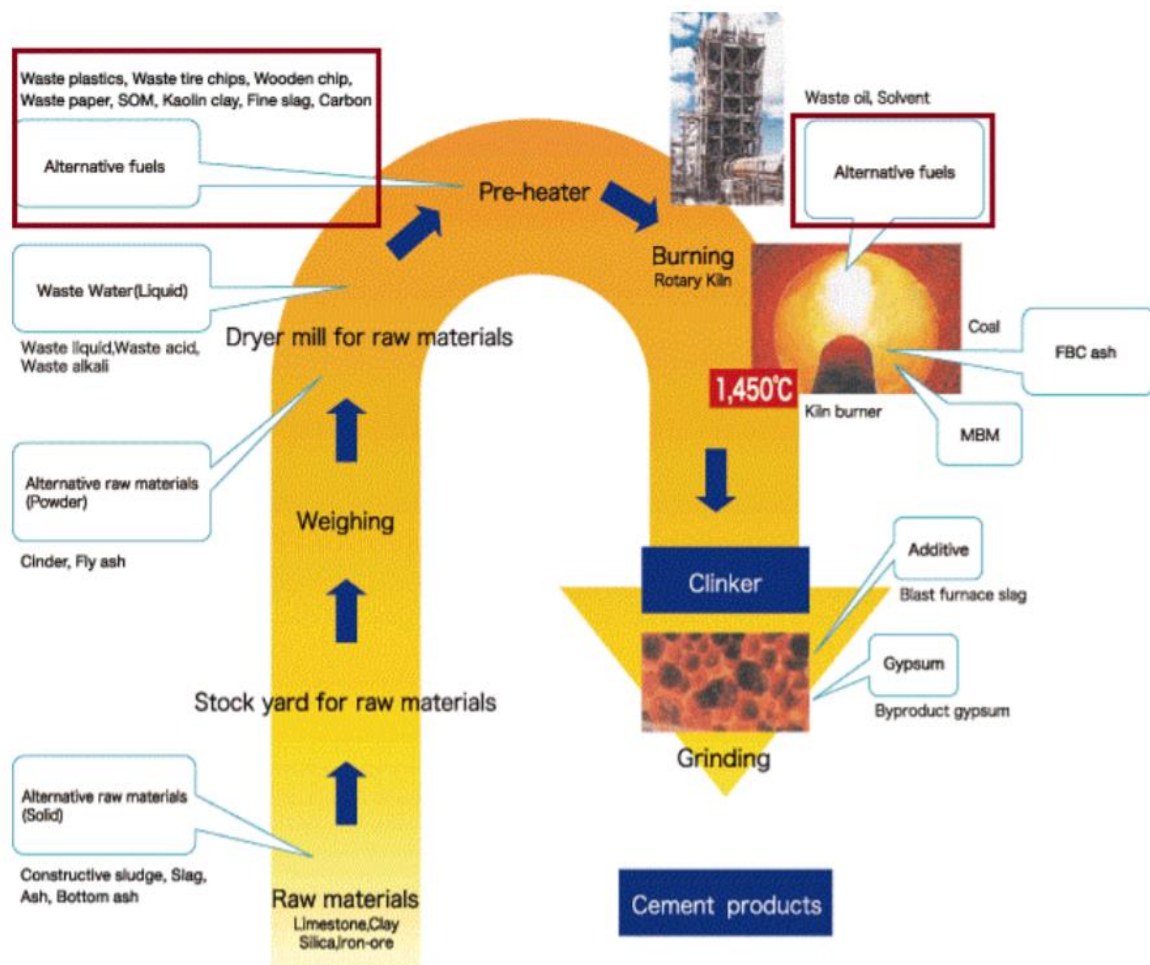 Waste plastics, Waste tire chips, Wooden chip,
Waste paper, SOM, Kaolin clay, Fine slag, Carbon
Alternative fuels
Waste oil, Solvent
Alternative fuels
Pre-heater
Burning
Rotary Kiln
Waste Water(Liquid)
Waste liquid,Waste acid,
Waste alkali
Dryer mill for raw materials
Coal
FBC ash
1,450℃
Kiln burner
MBM
Alternative raw materials
(Powder)
Cinder, Fly ash
Weighing
Additive
Blast furnace slag
Clinker
Gypsum
Byproduct gypsum
Stock yard for raw materials
Grinding
Alternative raw materials
(Solid)
Constructive sludge, Slag,
Ash, Bottom ash
Raw materials
Limestone,Clay
Silica,Iron-ore
Cement products